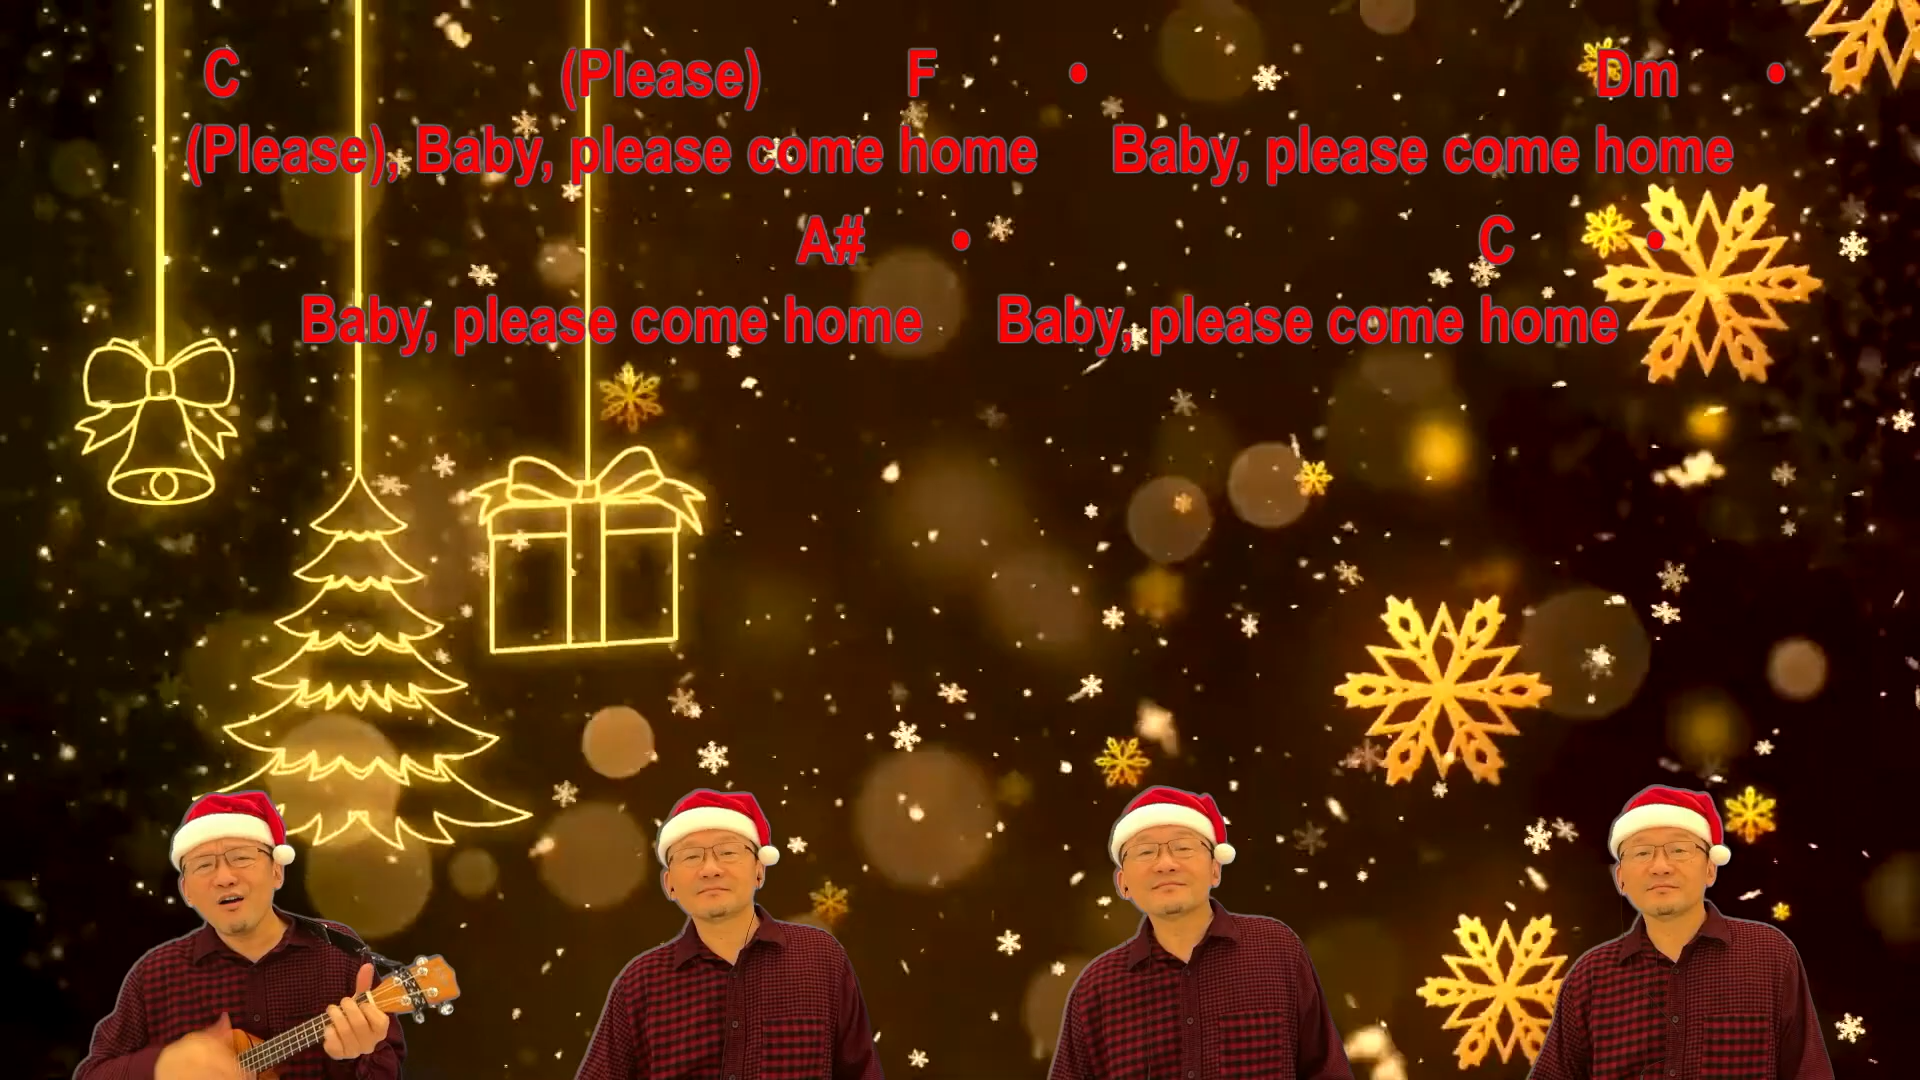 C (Please) F • Dm •
(Please), Baby, please come home Baby, please come home
A# • C •
Baby, please come home Baby, please come home